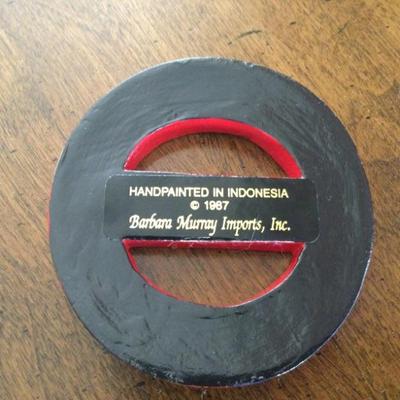 HANDPAINTED IN INDONESIA
© 1987
Barbara Murray Imports, Inc.